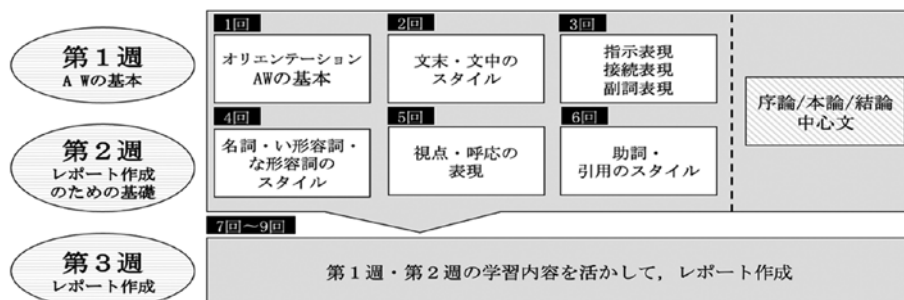 1回
2回
3回
第1週
AWの基本
オリエンテーション
AWの基本
文末・文中の
スタイル
指示表現
接続表現
副詞表現
序論/本論/結論
中心文
4回
5回
6回
第2週
レポート作成
のための基礎
名詞・い形容詞・
な形容詞の
スタイル
視点・呼応の
表現
助詞・
引用のスタイル
7回～9回
第3週
レポート作成
第1週・第2週の学習内容を活かして，レポート作成